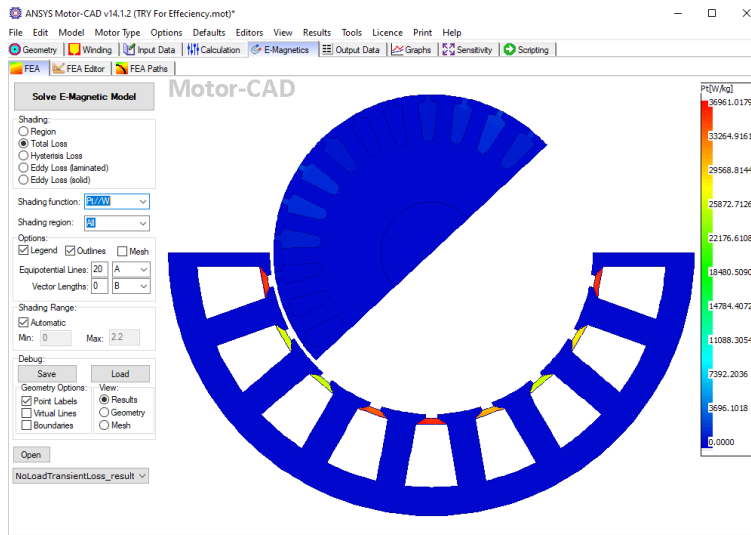 ANSYS Motor-CAD v14.1.2 (TRY For Effeciency.mot)*
File Edit Model Motor Type Options Defaults Editors View Results Tools Licence Print Help
Geometry Winding Input Data Calculation E-Magnetics Output Data Graphs Sensitivity Scripting
FEA FEA Editor FEA Paths
Solve E-Magnetic Model
Motor-CAD
Shading:
Region
Total Loss
Hysterisis Loss
Eddy Loss (laminated)
Eddy Loss (solid)
Shading function: Pt//W
Shading region: All
Options:
Legend Outlines Mesh
Equipotential Lines: 20 A
Vector Lengths: 0 B
Shading Range:
Automatic
Min: 0 Max: 2.2
Debug:
Save Load
Geometry Options: View:
Point Labels Results
Virtual Lines Geometry
Boundaries Mesh
Open
NoLoadTransientLoss_result
Pt[W/kg]
36961.0179
33264.9161
29568.8144
25872.7126
22176.6108
18480.5090
14784.4072
11088.3054
7392.2036
3696.1018
0.0000